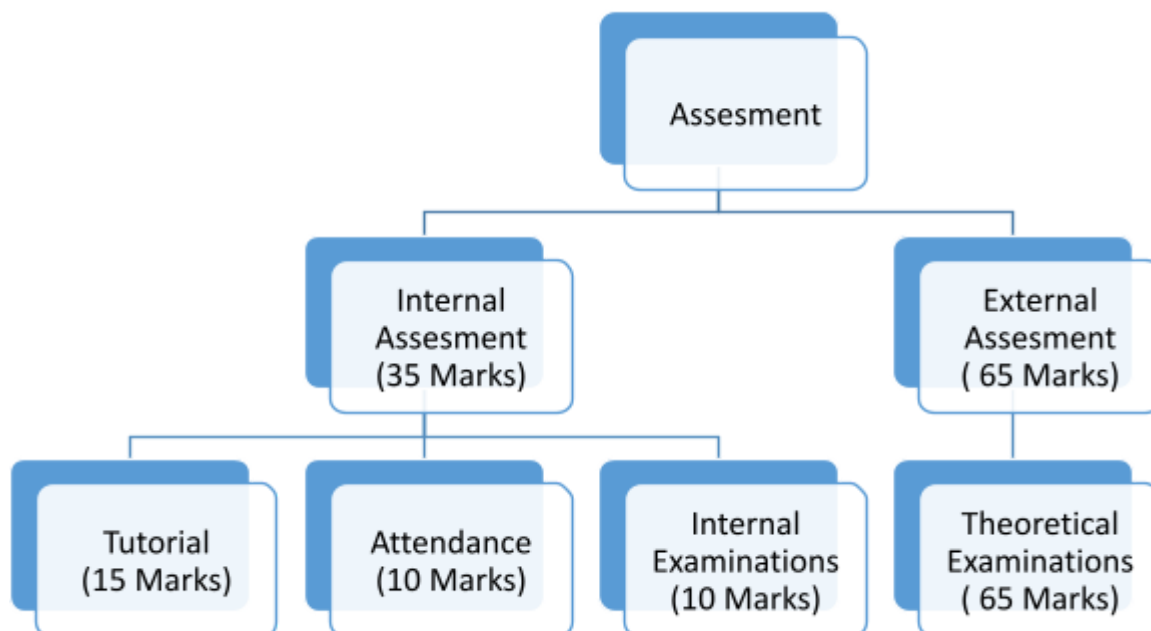 Assesment
Internal
Assesment
(35 Marks)
External
Assesment
( 65 Marks)
Tutorial
(15 Marks)
Attendance
(10 Marks)
Internal
Examinations
(10 Marks)
Theoretical
Examinations
( 65 Marks)